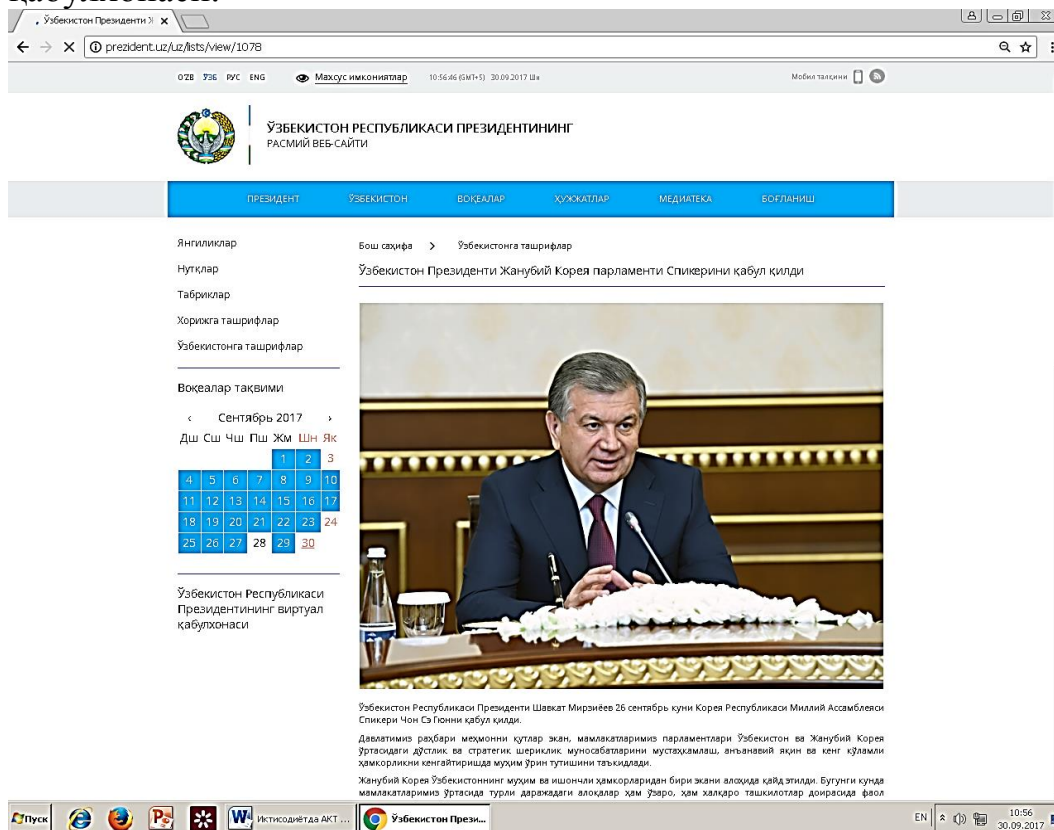 қабулхонаси.
Ўзбекистон Президенти Ж
prezident.uz/uz/lists/view/1078
O'ZB ЎЗБ РУС ENG Махсус имкониятлар 10:56:46 (GMT+5) 30.09.2017 Шн Мобил талқини
ЎЗБЕКИСТОН РЕСПУБЛИКАСИ ПРЕЗИДЕНТИНИНГ
РАСМИЙ ВЕБ-САЙТИ
ПРЕЗИДЕНТ ЎЗБЕКИСТОН ВОҚЕАЛАР ҲУЖЖАТЛАР МЕДИАТЕКА БОҒЛАНИШ
Янгиликлар
Нутқлар
Табриклар
Хорижга ташрифлар
Ўзбекистонга ташрифлар
Воқеалар тақвими
‹ Сентябрь 2017 ›
Дш Сш Чш Пш Жм Шн Як
1 2 3
4 5 6 7 8 9 10
11 12 13 14 15 16 17
18 19 20 21 22 23 24
25 26 27 28 29 30
Ўзбекистон Республикаси
Президентининг виртуал
қабулхонаси
Бош саҳифа > Ўзбекистонга ташрифлар
Ўзбекистон Президенти Жанубий Корея парламенти Спикерини қабул қилди
Ўзбекистон Республикаси Президенти Шавкат Мирзиёев 26 сентябрь куни Корея Республикаси Миллий Ассамблеяси
Спикери Чон Сэ Гюнни қабул қилди.
Давлатимиз раҳбари меҳмонни қутлар экан, мамлакатларимиз парламентлари Ўзбекистон ва Жанубий Корея
ўртасидаги дўстлик ва стратегик шериклик муносабатларини мустаҳкамлаш, анъанавий яқин ва кенг кўламли
ҳамкорликни кенгайтиришда муҳим ўрин тутишини таъкидлади.
Жанубий Корея Ўзбекистоннинг муҳим ва ишончли ҳамкорларидан бири экани алоҳида қайд этилди. Бугунги кунда
мамлакатларимиз ўртасида турли даражадаги алоқалар ҳам ўзаро, ҳам халқаро ташкилотлар доирасида фаол
Пуск Иктисодиётда АКТ ... Ўзбекистон Прези... EN 10:56
30.09.2017